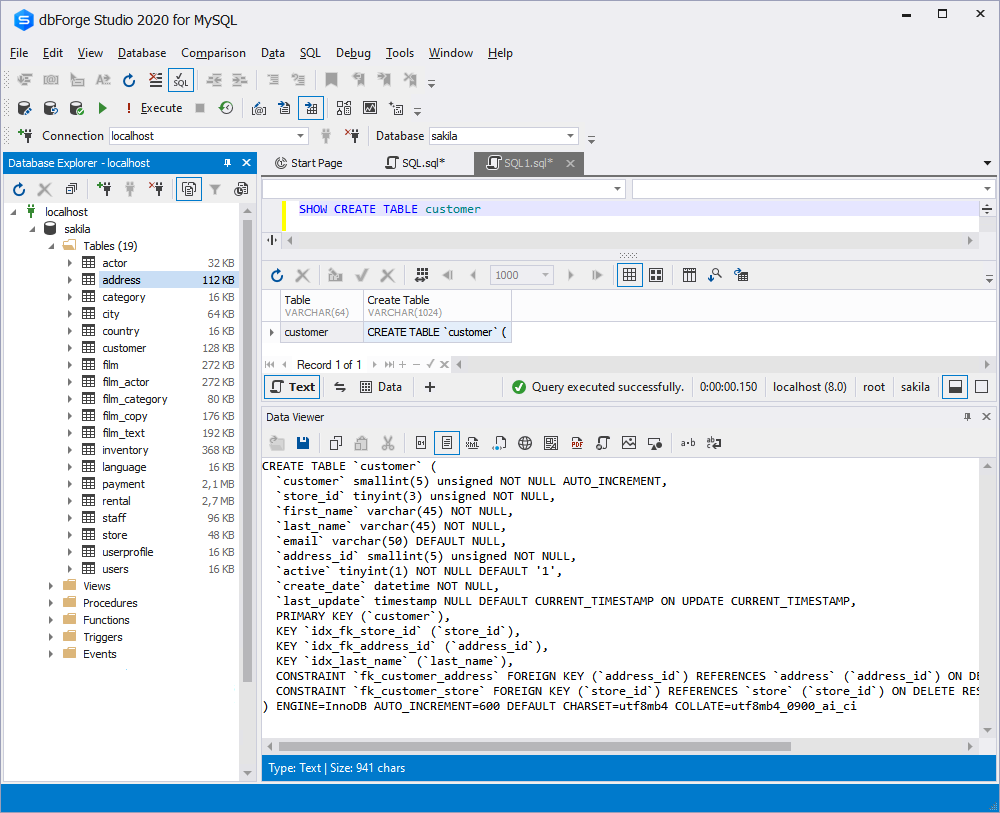 dbForge Studio 2020 for MySQL
File Edit View Database Comparison Data SQL Debug Tools Window Help
SQL
Execute
Connection localhost Database sakila
Database Explorer - localhost
Start Page SQL.sql* SQL1.sql*
localhost
sakila
Tables (19)
actor 32 KB
address 112 KB
category 16 KB
city 64 KB
country 16 KB
customer 128 KB
film 272 KB
film_actor 272 KB
film_category 80 KB
film_copy 176 KB
film_text 192 KB
inventory 368 KB
language 16 KB
payment 2,1 MB
rental 2,7 MB
staff 96 KB
store 48 KB
userprofile 16 KB
users 16 KB
Views
Procedures
Functions
Triggers
Events
SHOW CREATE TABLE customer
1000
Table Create Table
VARCHAR(64) VARCHAR(1024)
customer CREATE TABLE `customer` (
Record 1 of 1
Text Data Query executed successfully. 0:00:00.150 localhost (8.0) root sakila
Data Viewer
XML PDF a·b
CREATE TABLE `customer` (
`customer` smallint(5) unsigned NOT NULL AUTO_INCREMENT,
`store_id` tinyint(3) unsigned NOT NULL,
`first_name` varchar(45) NOT NULL,
`last_name` varchar(45) NOT NULL,
`email` varchar(50) DEFAULT NULL,
`address_id` smallint(5) unsigned NOT NULL,
`active` tinyint(1) NOT NULL DEFAULT '1',
`create_date` datetime NOT NULL,
`last_update` timestamp NULL DEFAULT CURRENT_TIMESTAMP ON UPDATE CURRENT_TIMESTAMP,
PRIMARY KEY (`customer`),
KEY `idx_fk_store_id` (`store_id`),
KEY `idx_fk_address_id` (`address_id`),
KEY `idx_last_name` (`last_name`),
CONSTRAINT `fk_customer_address` FOREIGN KEY (`address_id`) REFERENCES `address` (`address_id`) ON DE
CONSTRAINT `fk_customer_store` FOREIGN KEY (`store_id`) REFERENCES `store` (`store_id`) ON DELETE RES
) ENGINE=InnoDB AUTO_INCREMENT=600 DEFAULT CHARSET=utf8mb4 COLLATE=utf8mb4_0900_ai_ci
Type: Text | Size: 941 chars